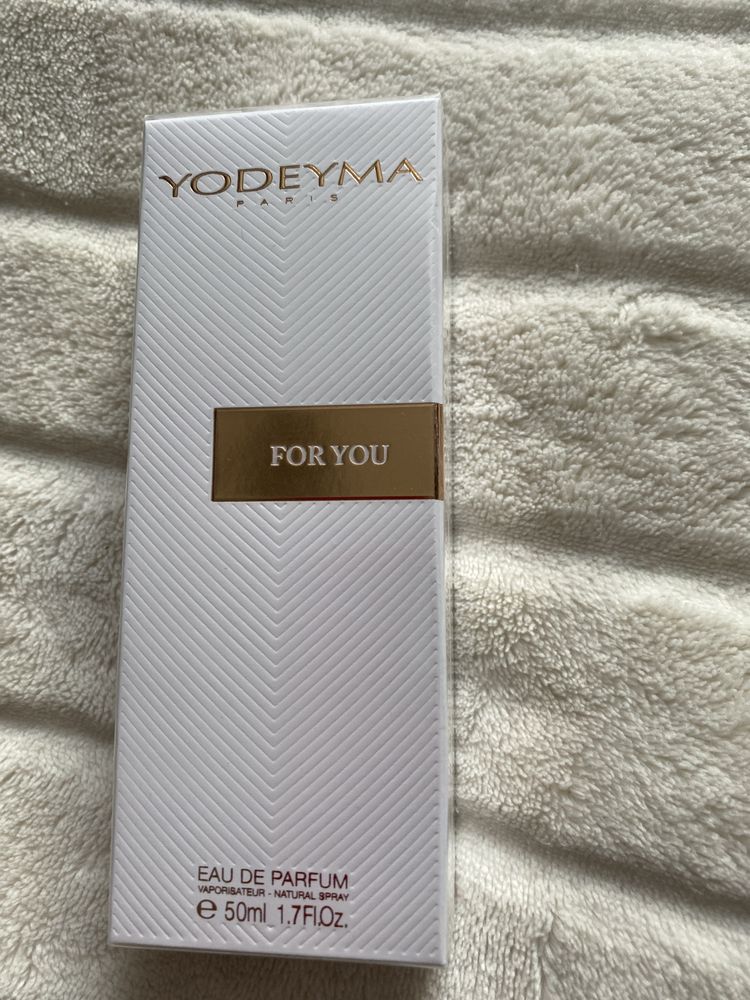 YODEYMA
PARIS
FOR YOU
EAU DE PARFUM
VAPORISATEUR - NATURAL SPRAY
℮ 50ml 1.7Fl.Oz.